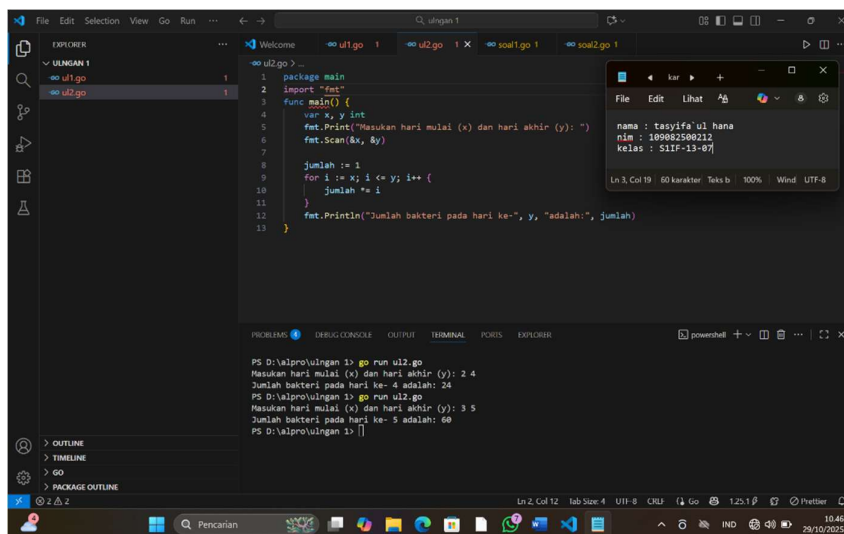 File Edit Selection View Go Run ...
ulngan 1
EXPLORER ...
ULNGAN 1
ul1.go 1
ul2.go 1
Welcome ul1.go 1 ul2.go 1 X soal1.go 1 soal2.go 1
ul2.go > ...
1 package main
2 import "fmt"
3 func main() {
4 var x, y int
5 fmt.Print("Masukan hari mulai (x) dan hari akhir (y): ")
6 fmt.Scan(&x, &y)
7
8 jumlah := 1
9 for i := x; i <= y; i++ {
10 jumlah *= i
11 }
12 fmt.Println("Jumlah bakteri pada hari ke-", y, "adalah:", jumlah)
13 }
kar
File Edit Lihat
nama : tasyifa`ul hana
nim : 109082500212
kelas : S1IF-13-07
Ln 3, Col 19 60 karakter Teks b 100% Wind UTF-8
PROBLEMS 4 DEBUG CONSOLE OUTPUT TERMINAL PORTS EXPLORER
powershell
PS D:\alpro\ulngan 1> go run ul2.go
Masukan hari mulai (x) dan hari akhir (y): 2 4
Jumlah bakteri pada hari ke- 4 adalah: 24
PS D:\alpro\ulngan 1> go run ul2.go
Masukan hari mulai (x) dan hari akhir (y): 3 5
Jumlah bakteri pada hari ke- 5 adalah: 60
PS D:\alpro\ulngan 1>
OUTLINE
TIMELINE
GO
PACKAGE OUTLINE
2 2 Ln 2, Col 12 Tab Size: 4 UTF-8 CRLF Go 1.25.1 Prettier
Pencarian
IND
10.46
29/10/2025